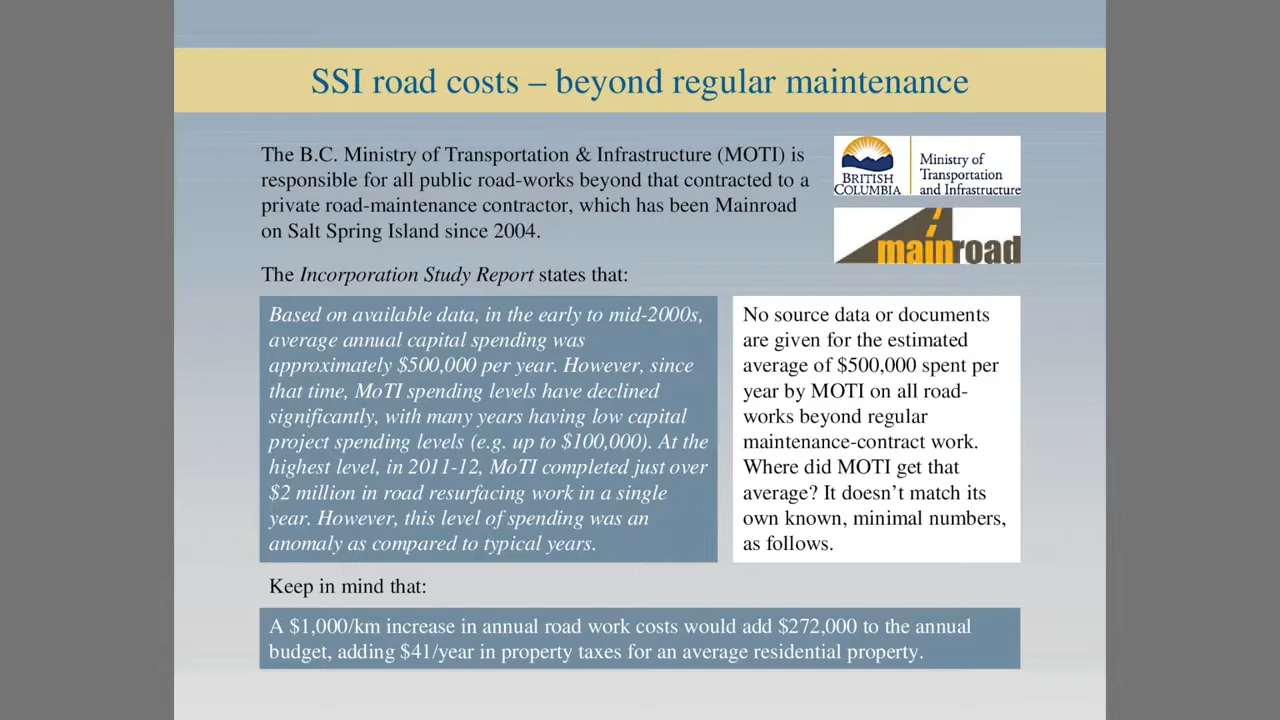 SSI road costs – beyond regular maintenance
The B.C. Ministry of Transportation & Infrastructure (MOTI) is
responsible for all public road-works beyond that contracted to a
private road-maintenance contractor, which has been Mainroad
on Salt Spring Island since 2004.
BRITISH
COLUMBIA
Ministry of
Transportation
and Infrastructure
mainroad
The Incorporation Study Report states that:
Based on available data, in the early to mid-2000s,
average annual capital spending was
approximately $500,000 per year. However, since
that time, MoTI spending levels have declined
significantly, with many years having low capital
project spending levels (e.g. up to $100,000). At the
highest level, in 2011-12, MoTI completed just over
$2 million in road resurfacing work in a single
year. However, this level of spending was an
anomaly as compared to typical years.
No source data or documents
are given for the estimated
average of $500,000 spent per
year by MOTI on all road-
works beyond regular
maintenance-contract work.
Where did MOTI get that
average? It doesn’t match its
own known, minimal numbers,
as follows.
Keep in mind that:
A $1,000/km increase in annual road work costs would add $272,000 to the annual
budget, adding $41/year in property taxes for an average residential property.